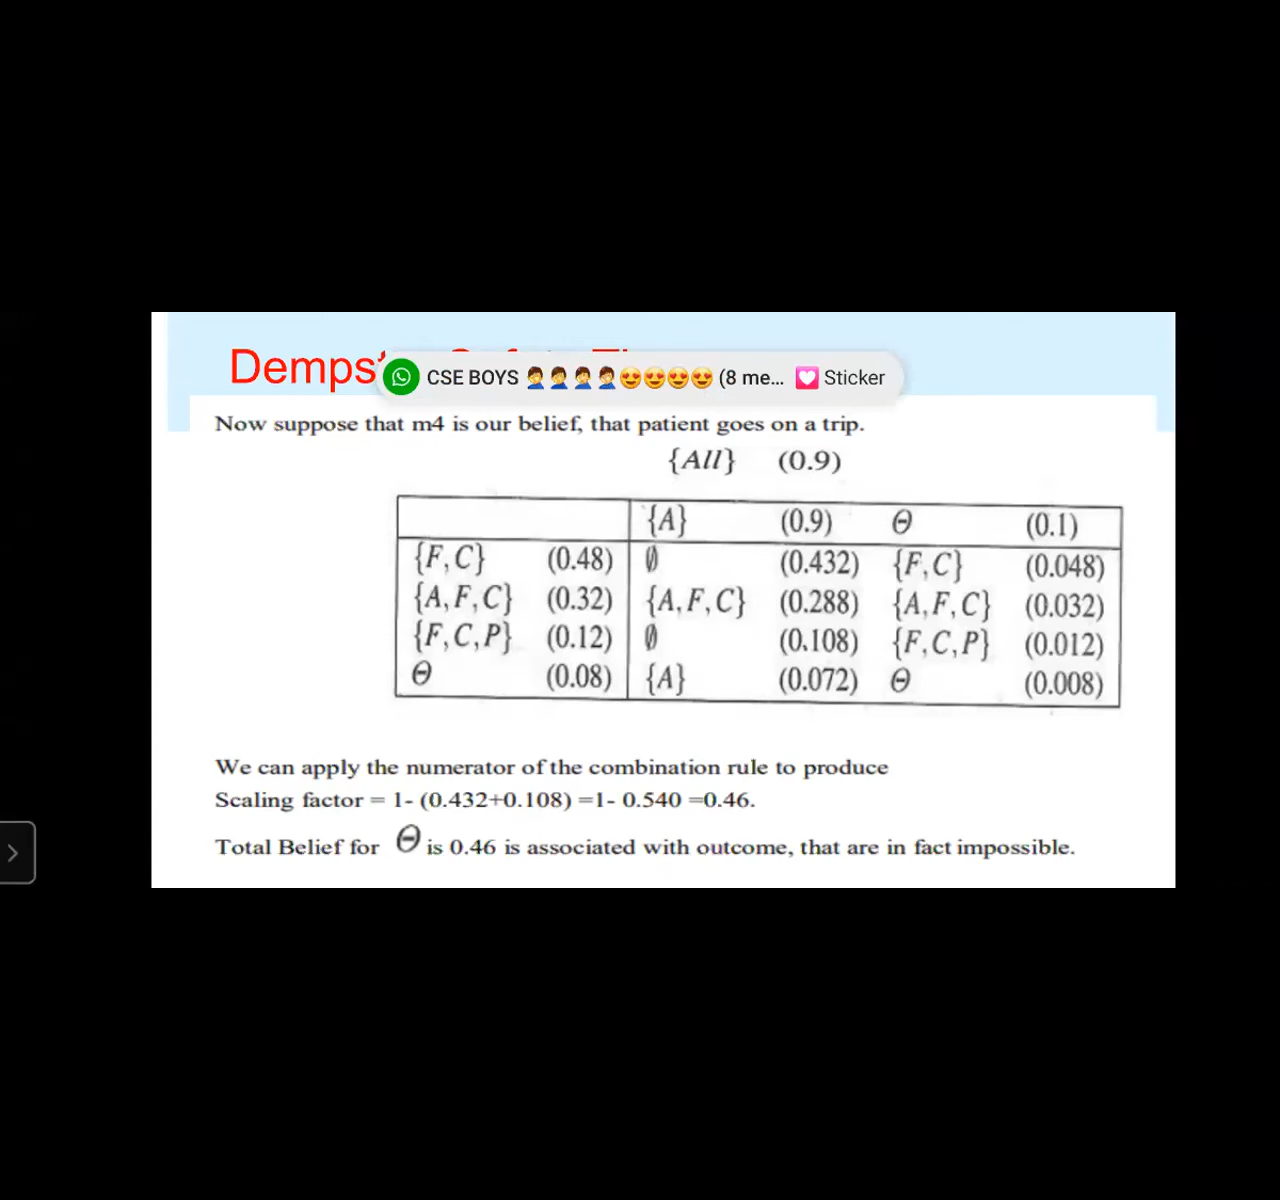 Demps
CSE BOYS 🤦‍♂️🤦‍♂️🤦‍♂️🤦‍♂️😍😍😍😍 (8 me... 💟 Sticker
Now suppose that m4 is our belief, that patient goes on a trip.
{All} (0.9)
{A} (0.9) Θ (0.1)
{F,C} (0.48) ∅ (0.432) {F,C} (0.048)
{A,F,C} (0.32) {A,F,C} (0.288) {A,F,C} (0.032)
{F,C,P} (0.12) ∅ (0.108) {F,C,P} (0.012)
Θ (0.08) {A} (0.072) Θ (0.008)
We can apply the numerator of the combination rule to produce
Scaling factor = 1- (0.432+0.108) =1- 0.540 =0.46.
Total Belief for Θ is 0.46 is associated with outcome, that are in fact impossible.